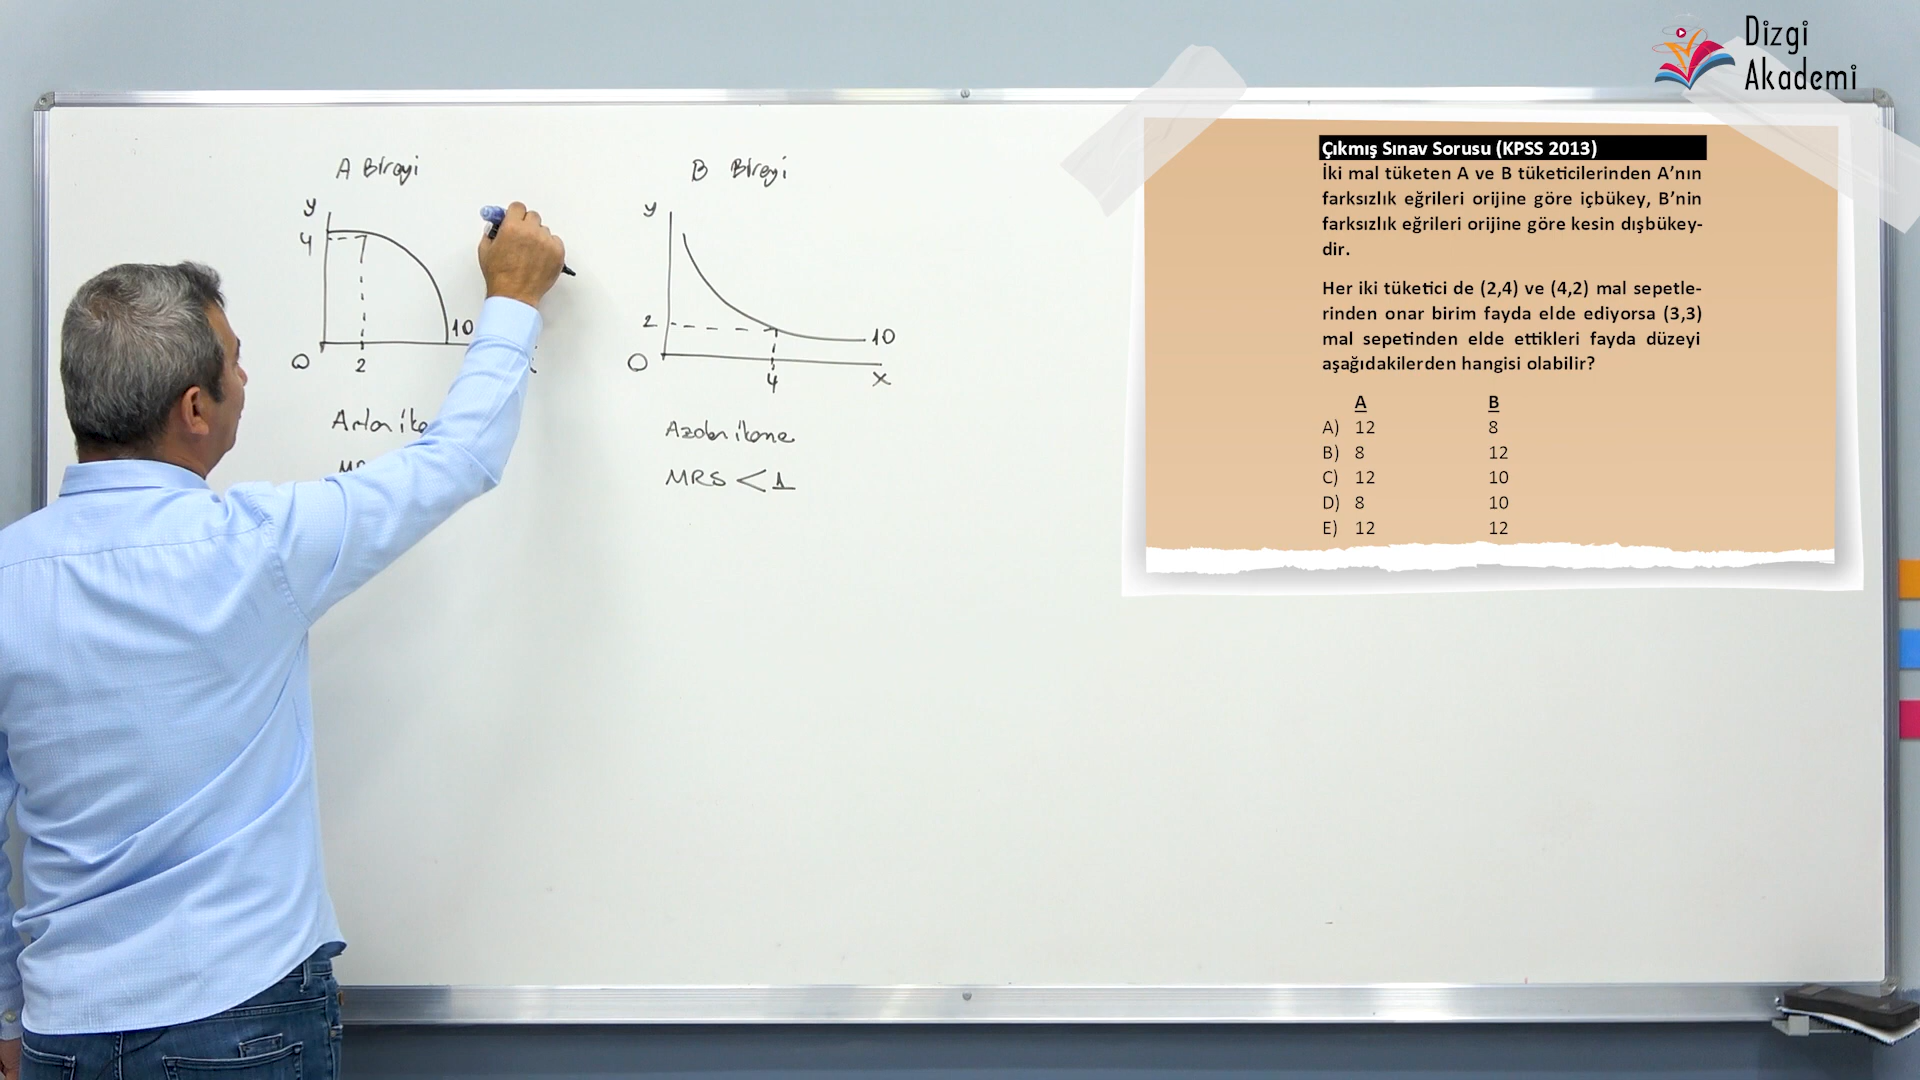 Dizgi
Akademi
A Bireyi
y
4
10
O
2
Artan
B Bireyi
y
2
10
O
4
x
Azalan
MRS < 1
Çıkmış Sınav Sorusu (KPSS 2013)
İki mal tüketen A ve B tüketicilerinden A’nın
farksızlık eğrileri orijine göre içbükey, B’nin
farksızlık eğrileri orijine göre kesin dışbükey-
dir.
Her iki tüketici de (2,4) ve (4,2) mal sepetle-
rinden onar birim fayda elde ediyorsa (3,3)
mal sepetinden elde ettikleri fayda düzeyi
aşağıdakilerden hangisi olabilir?
A B
A) 12 8
B) 8 12
C) 12 10
D) 8 10
E) 12 12